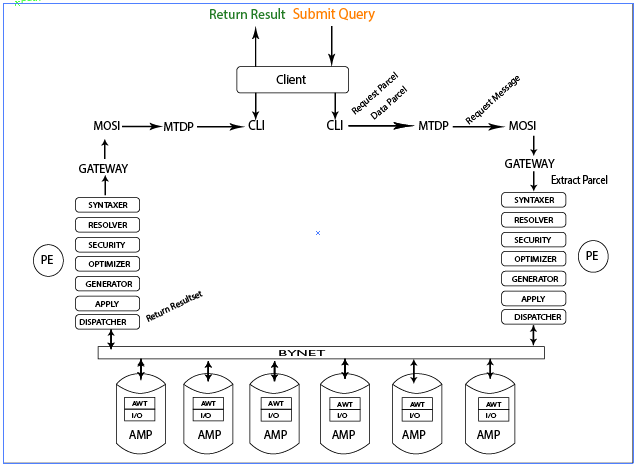 Return Result Submit Query
Client
Request Parcel
Data Parcel
Request Message
MOSI MTDP CLI CLI MTDP MOSI
GATEWAY GATEWAY
Extract Parcel
SYNTAXER SYNTAXER
RESOLVER RESOLVER
SECURITY SECURITY
PE OPTIMIZER OPTIMIZER PE
GENERATOR GENERATOR
APPLY APPLY
DISPATCHER Return Resultset DISPATCHER
BYNET
AWT AWT AWT AWT AWT AWT
I/O I/O I/O I/O I/O I/O
AMP AMP AMP AMP AMP AMP